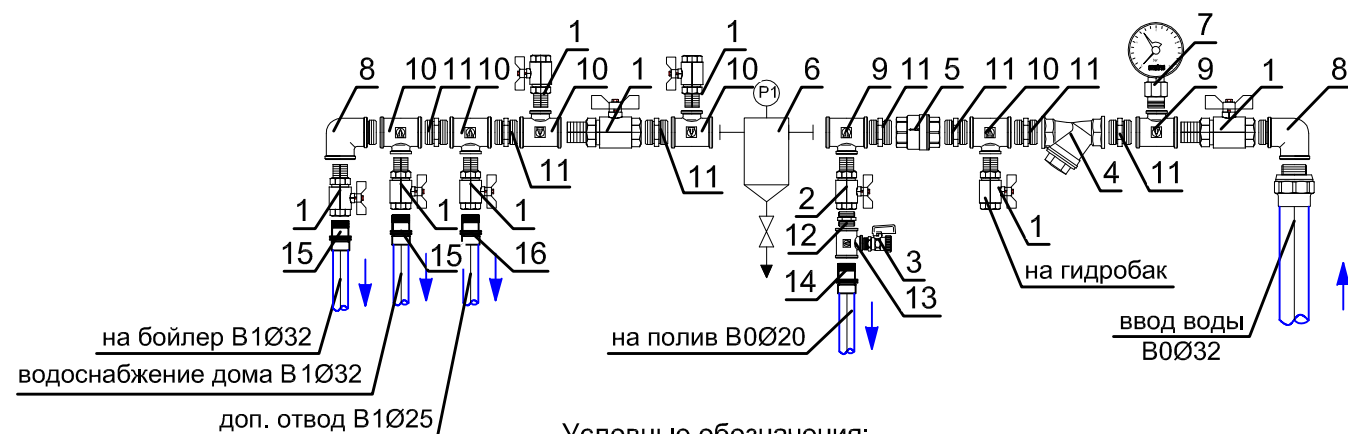 7
1 1
8 10 11 10 10 1 10 P1 6 9 11 5 11 10 11 9 1 8
11 11 4 11
1 1 1 2 1
15 15 16 12 3
14 13
на гидробак
на бойлер В1Ø32
на полив В0Ø20
ввод воды
В0Ø32
водоснабжение дома В1Ø32
доп. отвод В1Ø25
Условные обозначения: